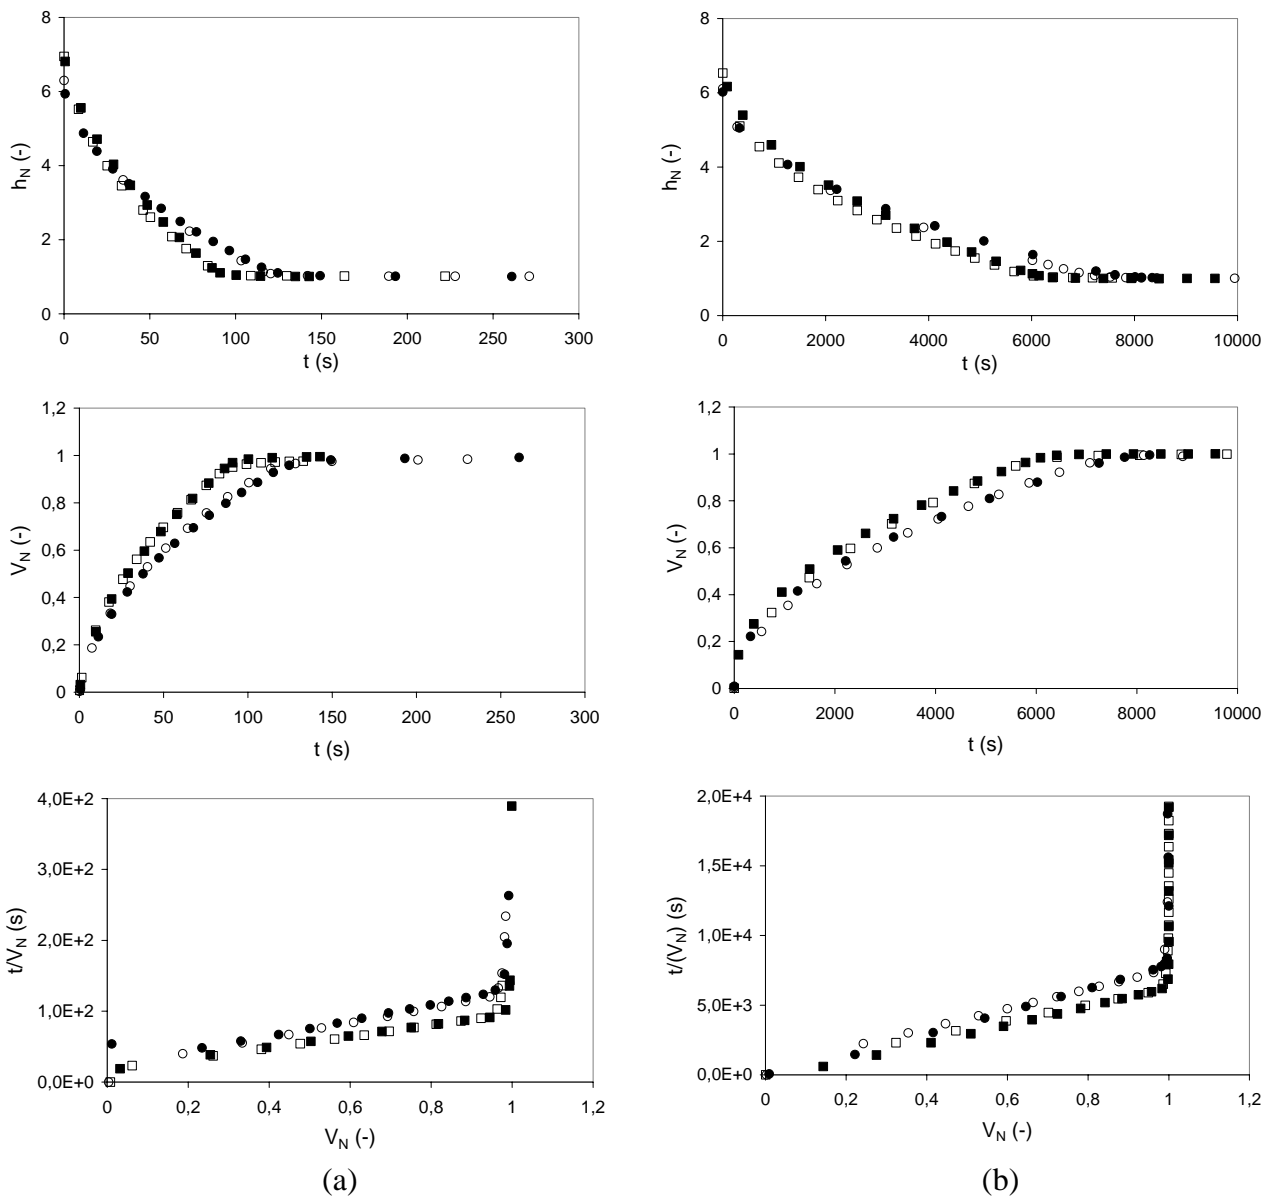 8
6
4
2
0
h_N (-)
0 50 100 150 200 250 300
t (s)
8
6
4
2
0
h_N (-)
0 2000 4000 6000 8000 10000
t (s)
1,2
1
0,8
0,6
0,4
0,2
0
V_N (-)
0 50 100 150 200 250 300
t (s)
1,2
1
0,8
0,6
0,4
0,2
0
V_N (-)
0 2000 4000 6000 8000 10000
t (s)
4,0E+2
3,0E+2
2,0E+2
1,0E+2
0,0E+0
t/V_N (s)
0 0,2 0,4 0,6 0,8 1 1,2
V_N (-)
(a)
2,0E+4
1,5E+4
1,0E+4
5,0E+3
0,0E+0
t/(V_N) (s)
0 0,2 0,4 0,6 0,8 1 1,2
V_N (-)
(b)